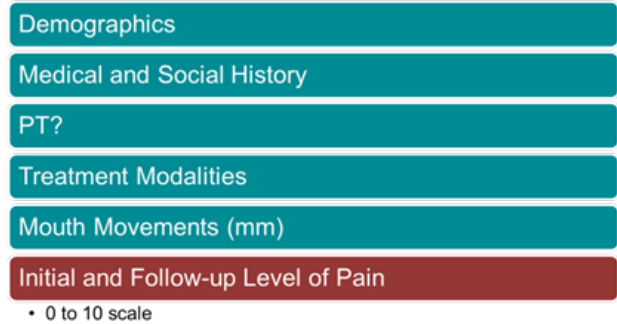 Demographics
Medical and Social History
PT?
Treatment Modalities
Mouth Movements (mm)
Initial and Follow-up Level of Pain
• 0 to 10 scale